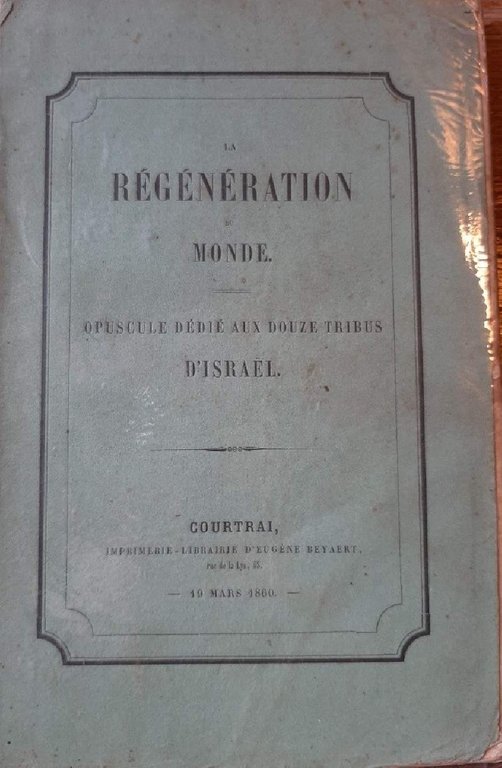 LA
RÉGÉNÉRATION
DU
MONDE.
OPUSCULE DÉDIÉ AUX DOUZE TRIBUS
D'ISRAËL.
COURTRAI,
IMPRIMERIE-LIBRAIRIE D'EUGÈNE BEYAERT,
rue de la Lys,
— 19 MARS 1860. —